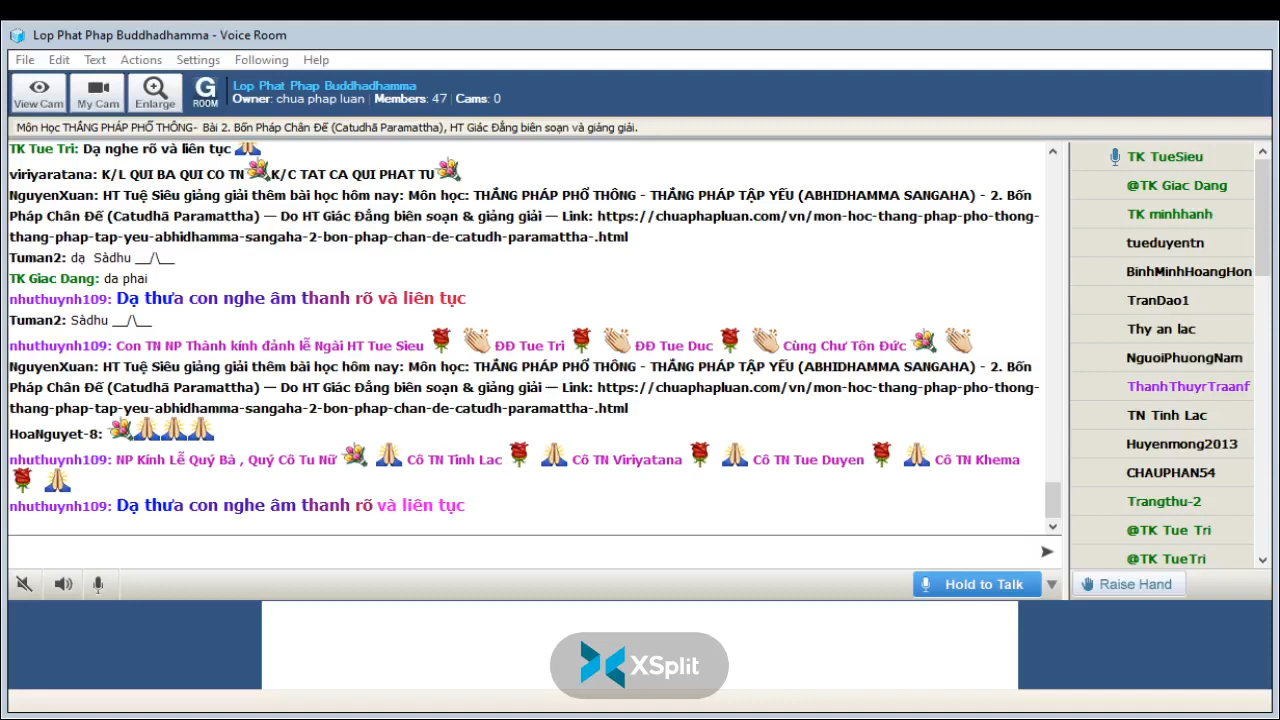 Lop Phat Phap Buddhadhamma - Voice Room
File Edit Text Actions Settings Following Help
View Cam My Cam Enlarge G ROOM
Lop Phat Phap Buddhadhamma
Owner: chua phap luan | Members: 47 | Cams: 0
Môn Học THẮNG PHÁP PHỔ THÔNG- Bài 2. Bốn Pháp Chân Đế (Catudhā Paramattha), HT Giác Đẳng biên soạn và giảng giải.
TK Tue Tri: Dạ nghe rõ và liên tục
viriyaratana: K/L QUI BA QUI CO TN K/C TAT CA QUI PHAT TU
NguyenXuan: HT Tuệ Siêu giảng giải thêm bài học hôm nay: Môn học: THẮNG PHÁP PHỔ THÔNG - THẮNG PHÁP TẬP YẾU (ABHIDHAMMA SANGAHA) - 2. Bốn
Pháp Chân Đế (Catudhā Paramattha) — Do HT Giác Đẳng biên soạn & giảng giải — Link: https://chuaphapluan.com/vn/mon-hoc-thang-phap-pho-thong-
thang-phap-tap-yeu-abhidhamma-sangaha-2-bon-phap-chan-de-catudh-paramattha-.html
Tuman2: dạ Sàdhu __/\__
TK Giac Dang: da phai
nhuthuynh109: Dạ thưa con nghe âm thanh rõ và liên tục
Tuman2: Sàdhu __/\__
nhuthuynh109: Con TN NP Thành kính đảnh lễ Ngài HT Tue Sieu ĐĐ Tue Tri ĐĐ Tue Duc Cùng Chư Tôn Đức
NguyenXuan: HT Tuệ Siêu giảng giải thêm bài học hôm nay: Môn học: THẮNG PHÁP PHỔ THÔNG - THẮNG PHÁP TẬP YẾU (ABHIDHAMMA SANGAHA) - 2. Bốn
Pháp Chân Đế (Catudhā Paramattha) — Do HT Giác Đẳng biên soạn & giảng giải — Link: https://chuaphapluan.com/vn/mon-hoc-thang-phap-pho-thong-
thang-phap-tap-yeu-abhidhamma-sangaha-2-bon-phap-chan-de-catudh-paramattha-.html
HoaNguyet-8:
nhuthuynh109: NP Kính Lễ Quý Bà , Quý Cô Tu Nữ Cô TN Tinh Lac Cô TN Viriyatana Cô TN Tue Duyen Cô TN Khema
nhuthuynh109: Dạ thưa con nghe âm thanh rõ và liên tục
TK TueSieu
@TK Giac Dang
TK minhhanh
tueduyentn
BinhMinhHoangHon
TranDao1
Thy an lac
NguoiPhuongNam
ThanhThuyrTraanf
TN Tinh Lac
Huyenmong2013
CHAUPHAN54
Trangthu-2
@TK Tue Tri
@TK TueTri
Hold to Talk
Raise Hand
XSplit